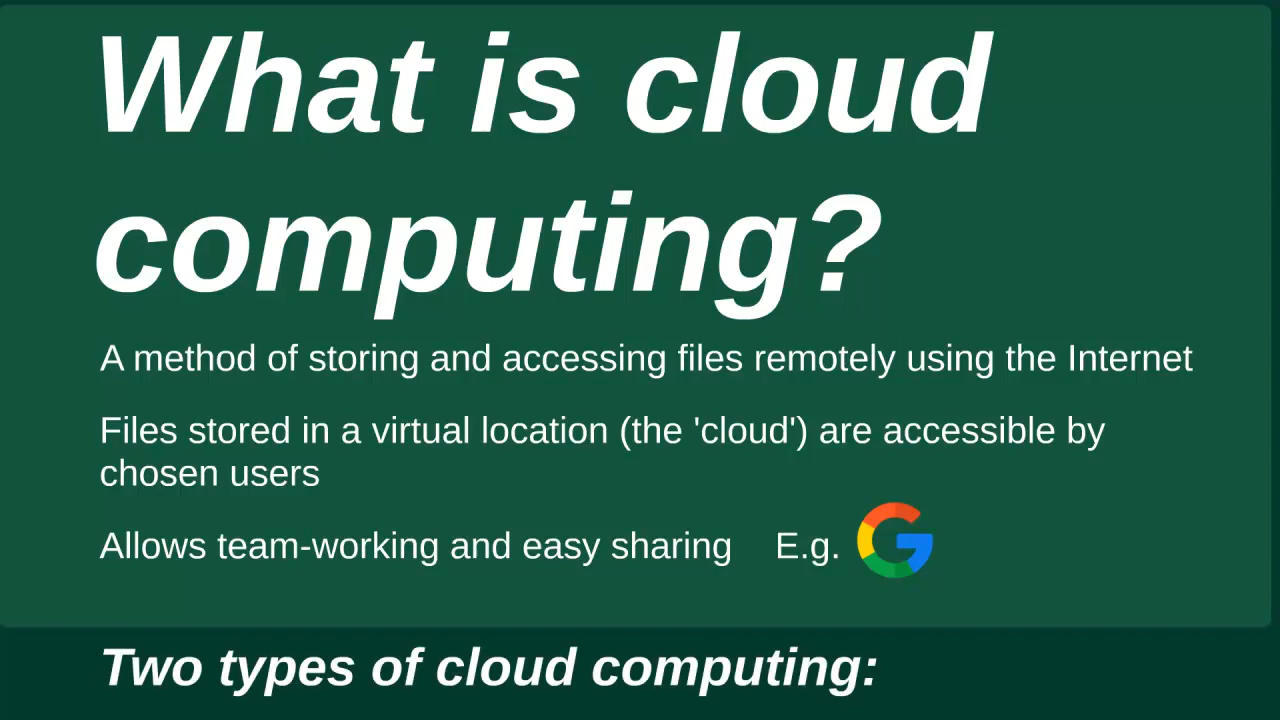 What is cloud
computing?
A method of storing and accessing files remotely using the Internet
Files stored in a virtual location (the 'cloud') are accessible by
chosen users
Allows team-working and easy sharing E.g. G
Two types of cloud computing: